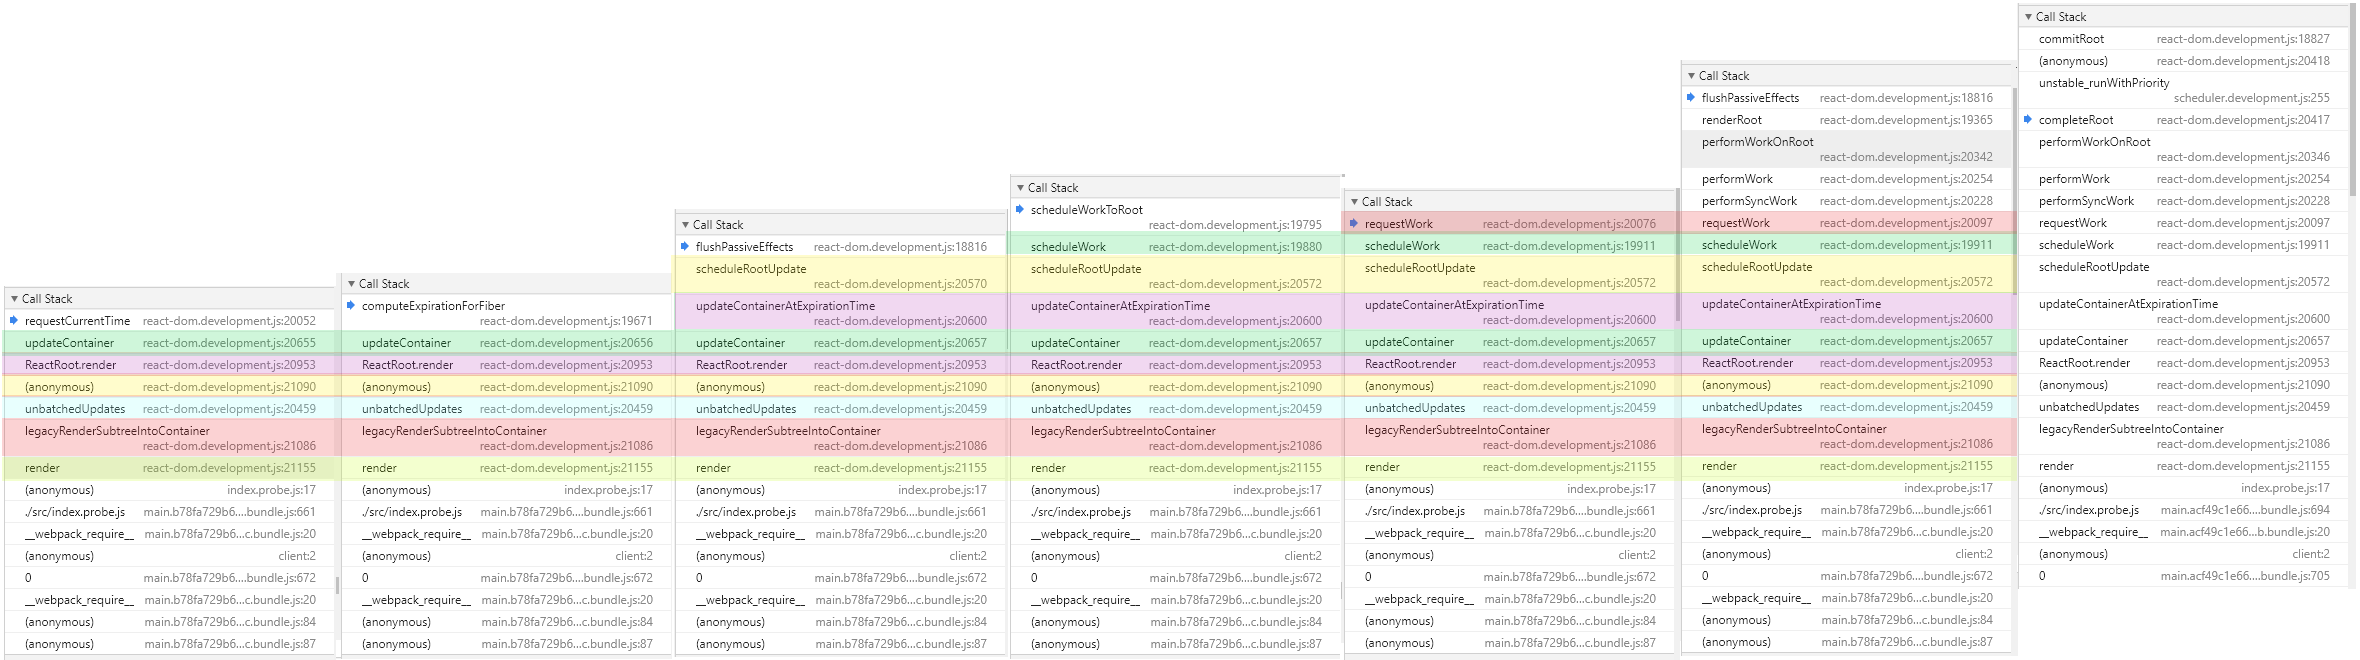 ▼ Call Stack
requestCurrentTime react-dom.development.js:20052
updateContainer react-dom.development.js:20655
ReactRoot.render react-dom.development.js:20953
(anonymous) react-dom.development.js:21090
unbatchedUpdates react-dom.development.js:20459
legacyRenderSubtreeIntoContainer
react-dom.development.js:21086
render react-dom.development.js:21155
(anonymous) index.probe.js:17
./src/index.probe.js main.b78fa729b6....bundle.js:661
__webpack_require__ main.b78fa729b6...c.bundle.js:20
(anonymous) client:2
0 main.b78fa729b6....bundle.js:672
__webpack_require__ main.b78fa729b6...c.bundle.js:20
(anonymous) main.b78fa729b6...c.bundle.js:84
(anonymous) main.b78fa729b6...c.bundle.js:87
▼ Call Stack
computeExpirationForFiber
react-dom.development.js:19671
updateContainer react-dom.development.js:20656
ReactRoot.render react-dom.development.js:20953
(anonymous) react-dom.development.js:21090
unbatchedUpdates react-dom.development.js:20459
legacyRenderSubtreeIntoContainer
react-dom.development.js:21086
render react-dom.development.js:21155
(anonymous) index.probe.js:17
./src/index.probe.js main.b78fa729b6....bundle.js:661
__webpack_require__ main.b78fa729b6...c.bundle.js:20
(anonymous) client:2
0 main.b78fa729b6....bundle.js:672
__webpack_require__ main.b78fa729b6...c.bundle.js:20
(anonymous) main.b78fa729b6...c.bundle.js:84
(anonymous) main.b78fa729b6...c.bundle.js:87
▼ Call Stack
flushPassiveEffects react-dom.development.js:18816
scheduleRootUpdate
react-dom.development.js:20570
updateContainerAtExpirationTime
react-dom.development.js:20600
updateContainer react-dom.development.js:20657
ReactRoot.render react-dom.development.js:20953
(anonymous) react-dom.development.js:21090
unbatchedUpdates react-dom.development.js:20459
legacyRenderSubtreeIntoContainer
react-dom.development.js:21086
render react-dom.development.js:21155
(anonymous) index.probe.js:17
./src/index.probe.js main.b78fa729b6....bundle.js:661
__webpack_require__ main.b78fa729b6...c.bundle.js:20
(anonymous) client:2
0 main.b78fa729b6....bundle.js:672
__webpack_require__ main.b78fa729b6...c.bundle.js:20
(anonymous) main.b78fa729b6...c.bundle.js:84
(anonymous) main.b78fa729b6...c.bundle.js:87
▼ Call Stack
scheduleWorkToRoot
react-dom.development.js:19795
scheduleWork react-dom.development.js:19880
scheduleRootUpdate
react-dom.development.js:20572
updateContainerAtExpirationTime
react-dom.development.js:20600
updateContainer react-dom.development.js:20657
ReactRoot.render react-dom.development.js:20953
(anonymous) react-dom.development.js:21090
unbatchedUpdates react-dom.development.js:20459
legacyRenderSubtreeIntoContainer
react-dom.development.js:21086
render react-dom.development.js:21155
(anonymous) index.probe.js:17
./src/index.probe.js main.b78fa729b6....bundle.js:661
__webpack_require__ main.b78fa729b6...c.bundle.js:20
(anonymous) client:2
0 main.b78fa729b6....bundle.js:672
__webpack_require__ main.b78fa729b6...c.bundle.js:20
(anonymous) main.b78fa729b6...c.bundle.js:84
(anonymous) main.b78fa729b6...c.bundle.js:87
▼ Call Stack
requestWork react-dom.development.js:20076
scheduleWork react-dom.development.js:19911
scheduleRootUpdate
react-dom.development.js:20572
updateContainerAtExpirationTime
react-dom.development.js:20600
updateContainer react-dom.development.js:20657
ReactRoot.render react-dom.development.js:20953
(anonymous) react-dom.development.js:21090
unbatchedUpdates react-dom.development.js:20459
legacyRenderSubtreeIntoContainer
react-dom.development.js:21086
render react-dom.development.js:21155
(anonymous) index.probe.js:17
./src/index.probe.js main.b78fa729b6....bundle.js:661
__webpack_require__ main.b78fa729b6...c.bundle.js:20
(anonymous) client:2
0 main.b78fa729b6....bundle.js:672
__webpack_require__ main.b78fa729b6...c.bundle.js:20
(anonymous) main.b78fa729b6...c.bundle.js:84
(anonymous) main.b78fa729b6...c.bundle.js:87
▼ Call Stack
flushPassiveEffects react-dom.development.js:18816
renderRoot react-dom.development.js:19365
performWorkOnRoot
react-dom.development.js:20342
performWork react-dom.development.js:20254
performSyncWork react-dom.development.js:20228
requestWork react-dom.development.js:20097
scheduleWork react-dom.development.js:19911
scheduleRootUpdate
react-dom.development.js:20572
updateContainerAtExpirationTime
react-dom.development.js:20600
updateContainer react-dom.development.js:20657
ReactRoot.render react-dom.development.js:20953
(anonymous) react-dom.development.js:21090
unbatchedUpdates react-dom.development.js:20459
legacyRenderSubtreeIntoContainer
react-dom.development.js:21086
render react-dom.development.js:21155
(anonymous) index.probe.js:17
./src/index.probe.js main.b78fa729b6....bundle.js:661
__webpack_require__ main.b78fa729b6...c.bundle.js:20
(anonymous) client:2
0 main.b78fa729b6....bundle.js:672
__webpack_require__ main.b78fa729b6...c.bundle.js:20
(anonymous) main.b78fa729b6...c.bundle.js:84
(anonymous) main.b78fa729b6...c.bundle.js:87
▼ Call Stack
commitRoot react-dom.development.js:18827
(anonymous) react-dom.development.js:20418
unstable_runWithPriority
scheduler.development.js:255
completeRoot react-dom.development.js:20417
performWorkOnRoot
react-dom.development.js:20346
performWork react-dom.development.js:20254
performSyncWork react-dom.development.js:20228
requestWork react-dom.development.js:20097
scheduleWork react-dom.development.js:19911
scheduleRootUpdate
react-dom.development.js:20572
updateContainerAtExpirationTime
react-dom.development.js:20600
updateContainer react-dom.development.js:20657
ReactRoot.render react-dom.development.js:20953
(anonymous) react-dom.development.js:21090
unbatchedUpdates react-dom.development.js:20459
legacyRenderSubtreeIntoContainer
react-dom.development.js:21086
render react-dom.development.js:21155
(anonymous) index.probe.js:17
./src/index.probe.js main.acf49c1e66....bundle.js:694
__webpack_require__ main.acf49c1e66...b.bundle.js:20
(anonymous) client:2
0 main.acf49c1e66....bundle.js:705